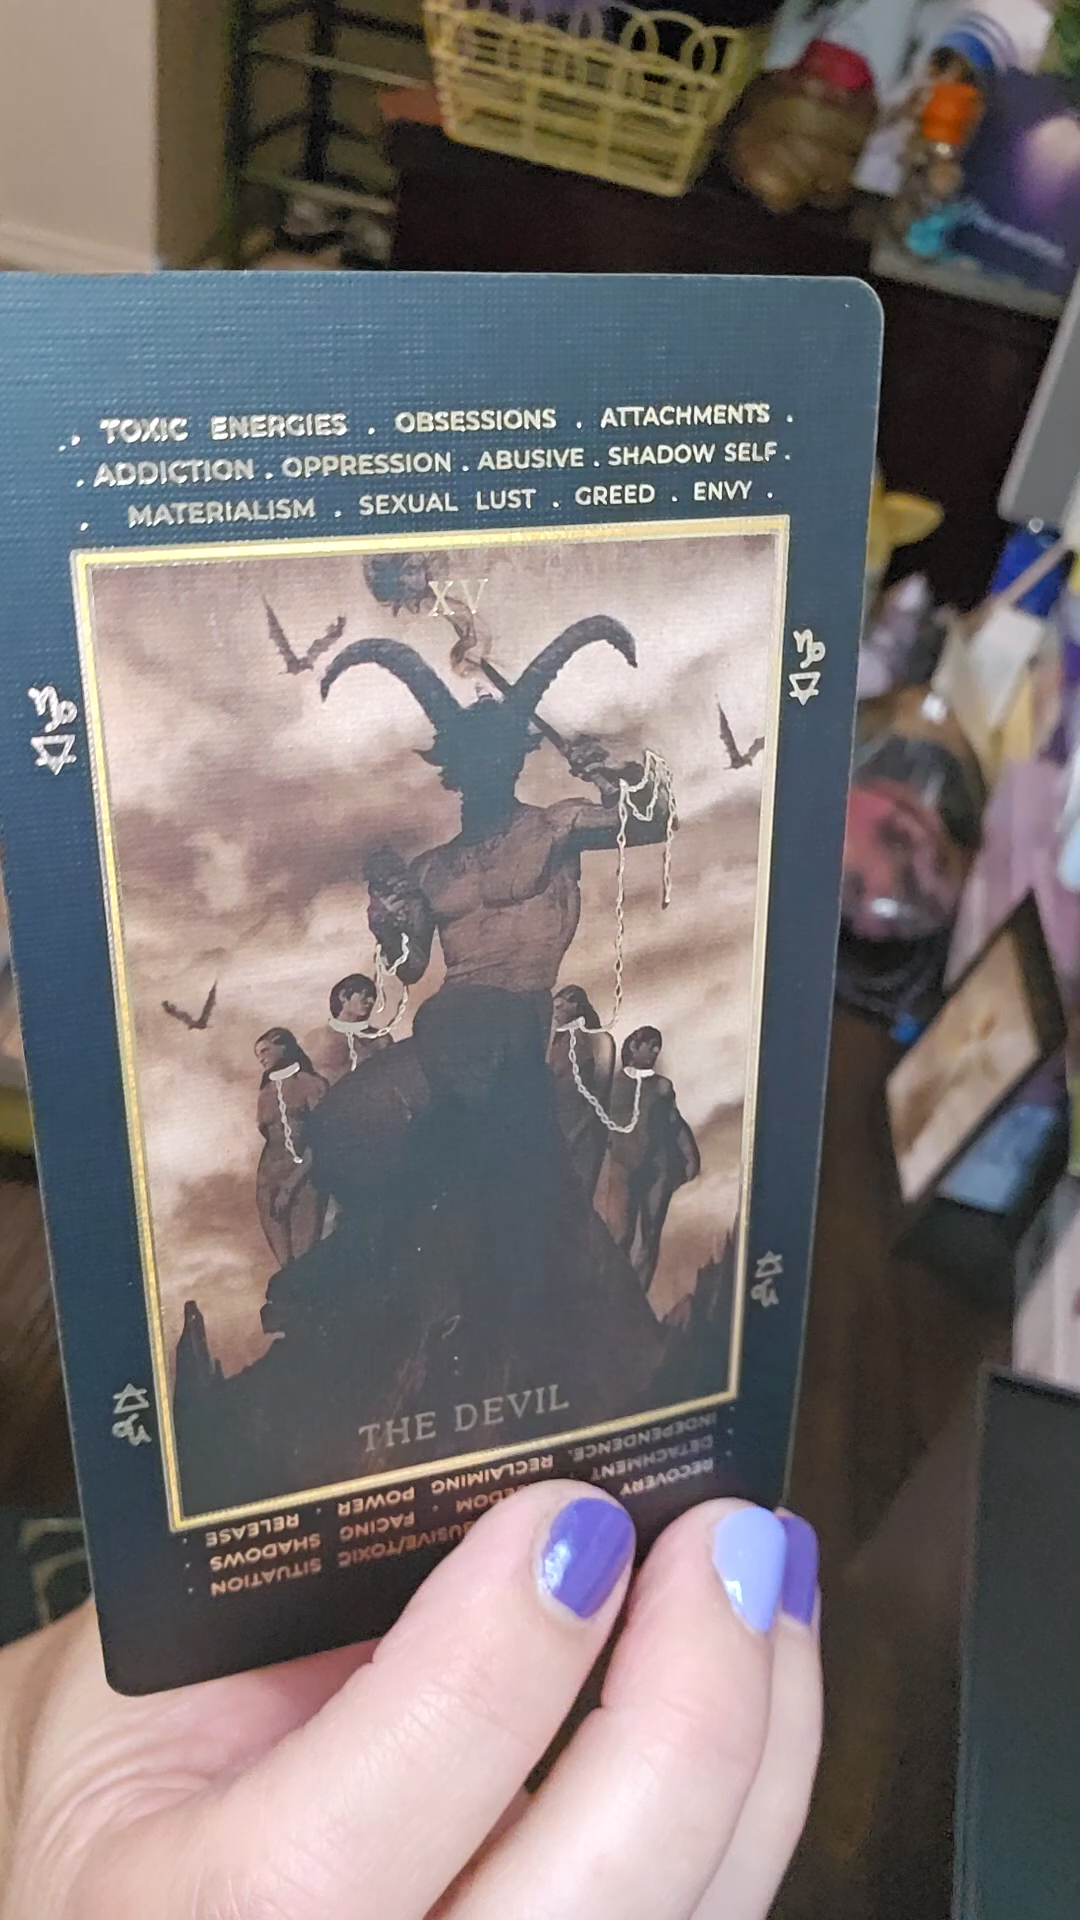 . TOXIC ENERGIES . OBSESSIONS . ATTACHMENTS .
. ADDICTION . OPPRESSION . ABUSIVE . SHADOW SELF .
. MATERIALISM . SEXUAL LUST . GREED . ENVY .
XV
THE DEVIL
. RELEASE . RECLAIMING POWER . INDEPENDENCE .
. FACING SHADOWS . DETACHMENT .
. SITUATION RECOVERY .